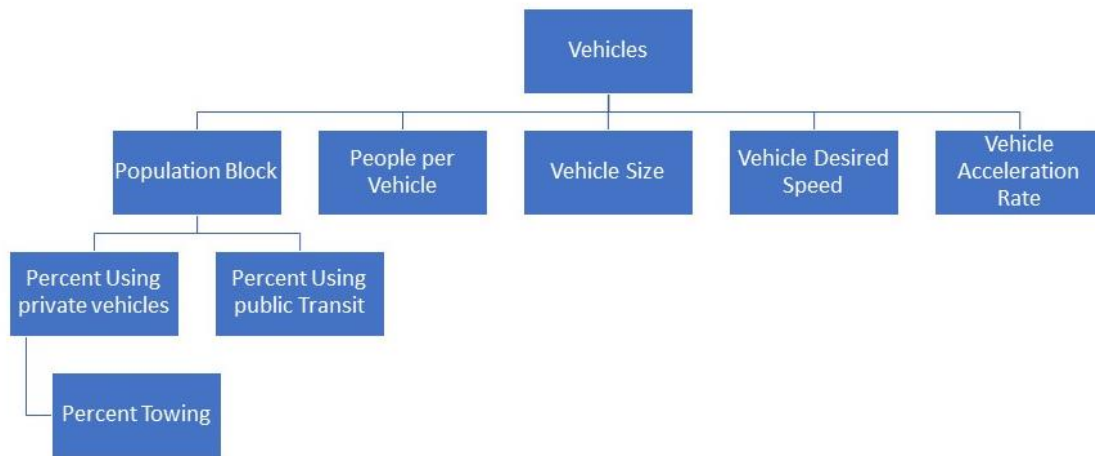 Vehicles
Population Block
People per
Vehicle
Vehicle Size
Vehicle Desired
Speed
Vehicle
Acceleration
Rate
Percent Using
private vehicles
Percent Using
public Transit
Percent Towing